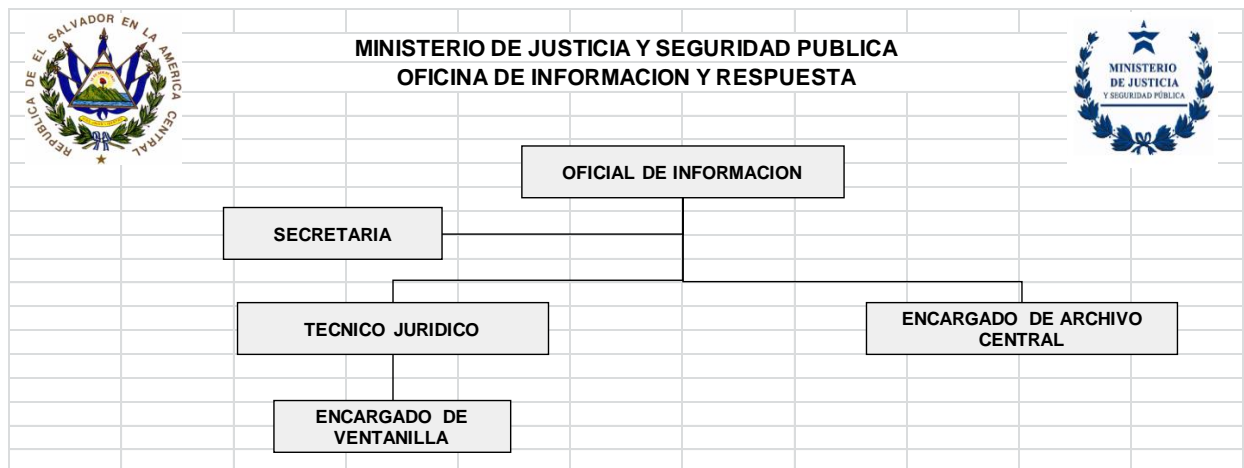 REPUBLICA DE EL SALVADOR EN LA AMERICA CENTRAL
MINISTERIO DE JUSTICIA Y SEGURIDAD PUBLICA
OFICINA DE INFORMACION Y RESPUESTA
MINISTERIO
DE JUSTICIA
Y SEGURIDAD PÚBLICA
OFICIAL DE INFORMACION
SECRETARIA
TECNICO JURIDICO
ENCARGADO DE ARCHIVO
CENTRAL
ENCARGADO DE
VENTANILLA